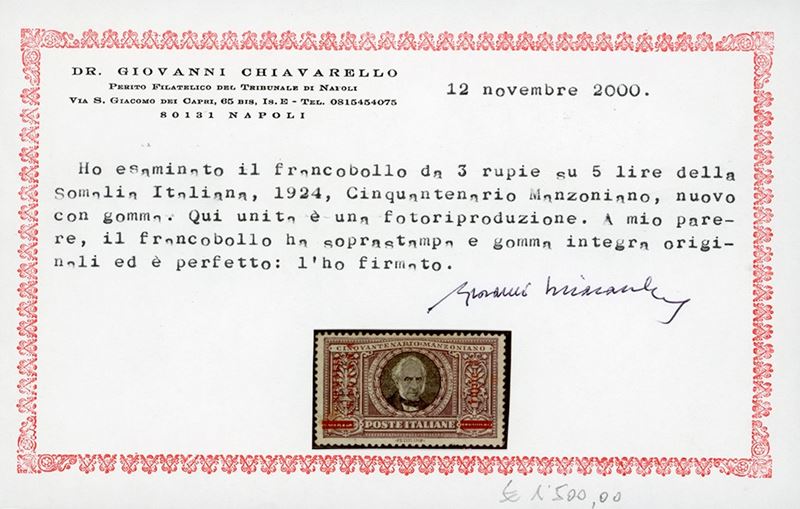 DR. GIOVANNI CHIAVARELLO
PERITO FILATELICO DEL TRIBUNALE DI NAPOLI
VIA S. GIACOMO DEI CAPRI, 65 BIS, IS. E - TEL. 0815454075
80131 NAPOLI
12 novembre 2000.
Ho esaminato il francobollo da 3 rupie su 5 lire della
Somalia Italiana, 1924, Cinquantenario Manzoniano, nuovo
con gomma. Qui unita è una fotoriproduzione. A mio pare-
re, il francobollo ha soprastampa e gomma integra origi-
nali ed è perfetto: l'ho firmato.
Giovanni Chiavarello
CINQVANTENARIO·MANZONIANO
POSTE ITALIANE
1'500,00